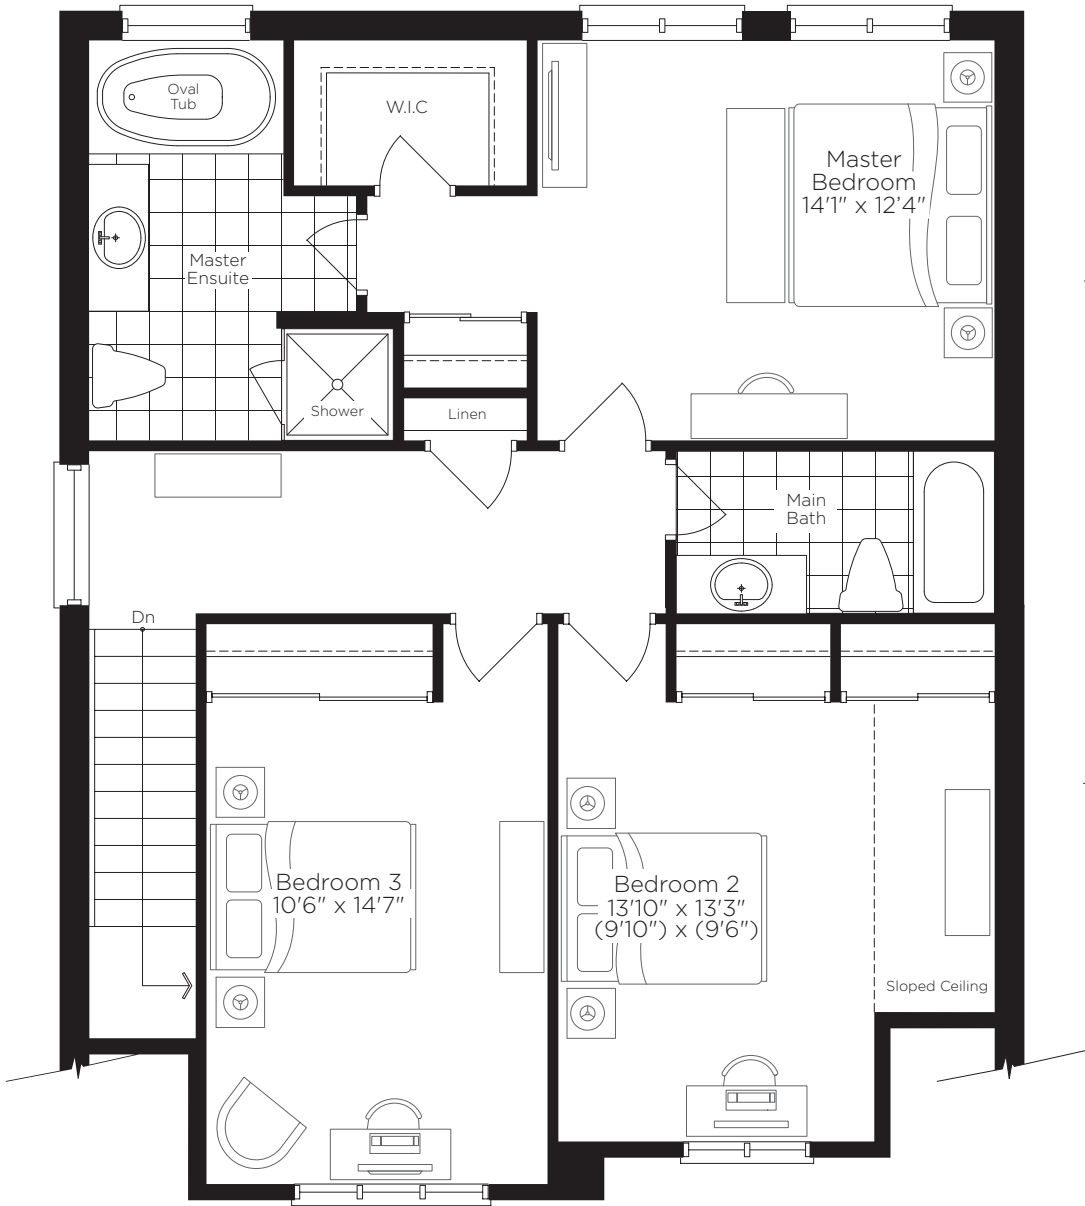 Oval
Tub
W.I.C
Master
Bedroom
14'1" x 12'4"
Master
Ensuite
Shower
Linen
Main
Bath
Dn
Bedroom 3
10'6" x 14'7"
Bedroom 2
13'10" x 13'3"
(9'10") x (9'6")
Sloped Ceiling